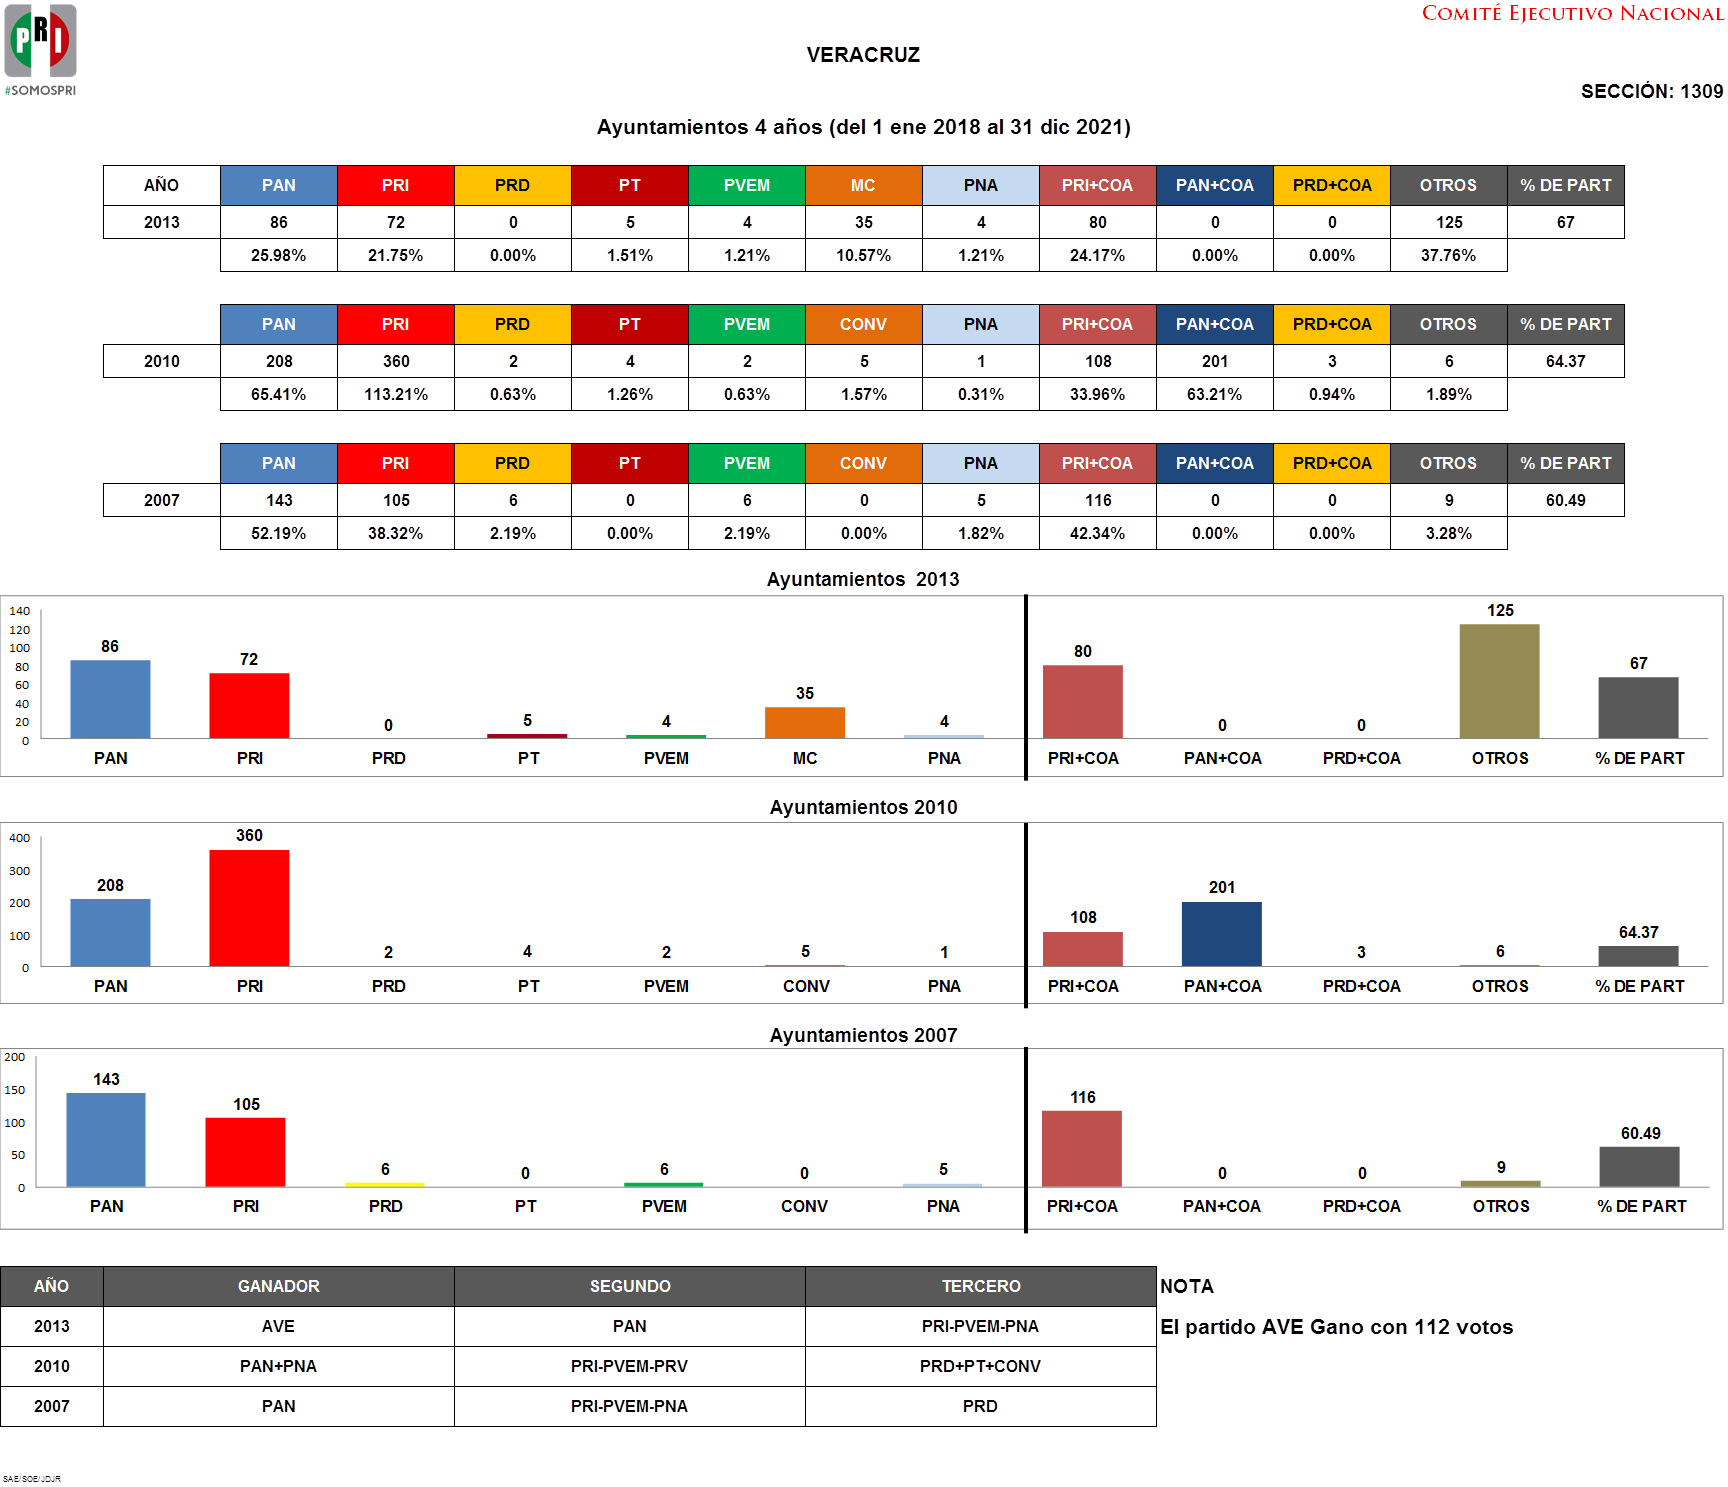 PRI
#SOMOSPRI
COMITÉ EJECUTIVO NACIONAL
VERACRUZ
SECCIÓN: 1309
Ayuntamientos 4 años (del 1 ene 2018 al 31 dic 2021)
AÑO PAN PRI PRD PT PVEM MC PNA PRI+COA PAN+COA PRD+COA OTROS % DE PART
2013 86 72 0 5 4 35 4 80 0 0 125 67
25.98% 21.75% 0.00% 1.51% 1.21% 10.57% 1.21% 24.17% 0.00% 0.00% 37.76%
PAN PRI PRD PT PVEM CONV PNA PRI+COA PAN+COA PRD+COA OTROS % DE PART
2010 208 360 2 4 2 5 1 108 201 3 6 64.37
65.41% 113.21% 0.63% 1.26% 0.63% 1.57% 0.31% 33.96% 63.21% 0.94% 1.89%
PAN PRI PRD PT PVEM CONV PNA PRI+COA PAN+COA PRD+COA OTROS % DE PART
2007 143 105 6 0 6 0 5 116 0 0 9 60.49
52.19% 38.32% 2.19% 0.00% 2.19% 0.00% 1.82% 42.34% 0.00% 0.00% 3.28%
Ayuntamientos 2013
140
120
100
80
60
40
20
0
86 72 0 5 4 35 4 80 0 0 125 67
PAN PRI PRD PT PVEM MC PNA PRI+COA PAN+COA PRD+COA OTROS % DE PART
Ayuntamientos 2010
400
300
200
100
0
208 360 2 4 2 5 1 108 201 3 6 64.37
PAN PRI PRD PT PVEM CONV PNA PRI+COA PAN+COA PRD+COA OTROS % DE PART
Ayuntamientos 2007
200
150
100
50
0
143 105 6 0 6 0 5 116 0 0 9 60.49
PAN PRI PRD PT PVEM CONV PNA PRI+COA PAN+COA PRD+COA OTROS % DE PART
AÑO GANADOR SEGUNDO TERCERO NOTA
2013 AVE PAN PRI-PVEM-PNA El partido AVE Gano con 112 votos
2010 PAN+PNA PRI-PVEM-PRV PRD+PT+CONV
2007 PAN PRI-PVEM-PNA PRD
SAE/SOE/JDJR